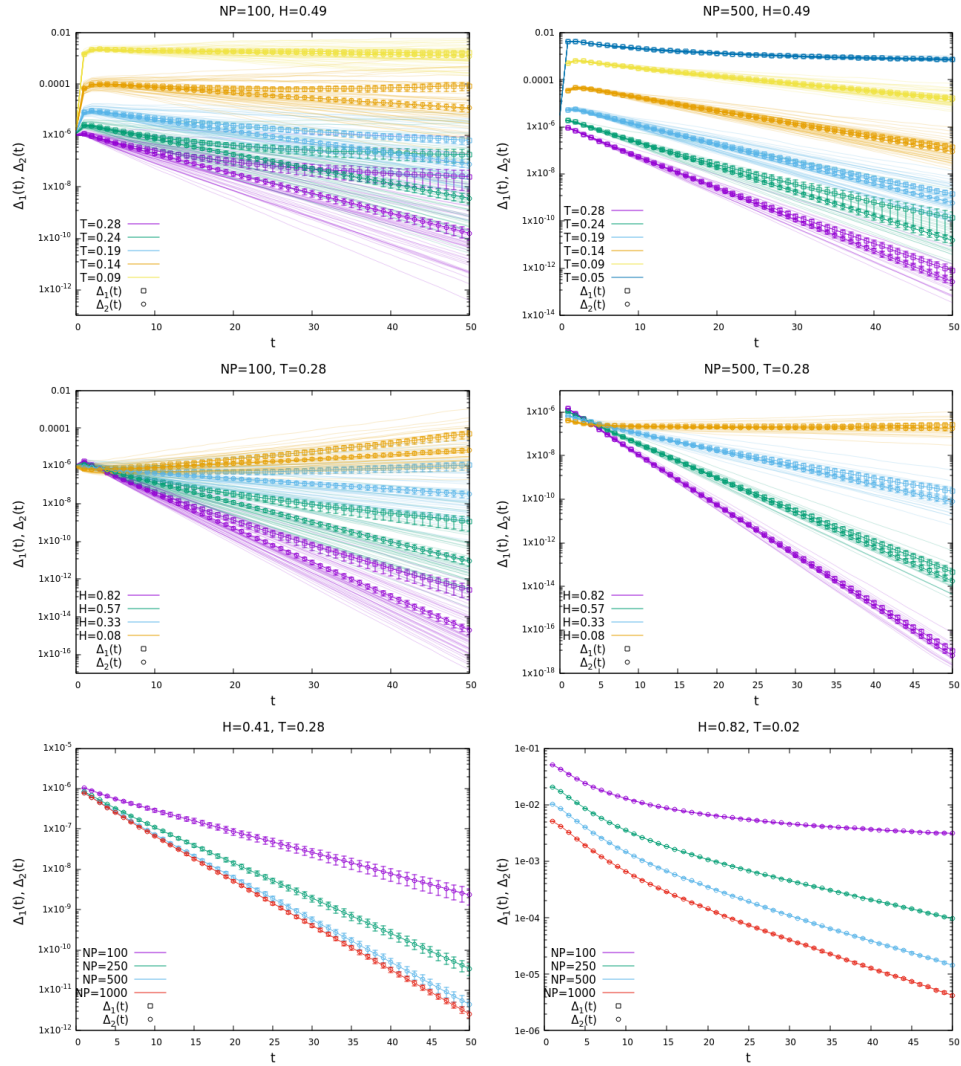 NP=100, H=0.49
0.01
0.0001
1x10⁻⁶
1x10⁻⁸
1x10⁻¹⁰
1x10⁻¹²
Δ₁(t), Δ₂(t)
T=0.28
T=0.24
T=0.19
T=0.14
T=0.09
Δ₁(t)
Δ₂(t)
0 10 20 30 40 50
t
NP=500, H=0.49
0.01
0.0001
1x10⁻⁶
1x10⁻⁸
1x10⁻¹⁰
1x10⁻¹²
1x10⁻¹⁴
Δ₁(t), Δ₂(t)
T=0.28
T=0.24
T=0.19
T=0.14
T=0.09
T=0.05
Δ₁(t)
Δ₂(t)
0 10 20 30 40 50
t
NP=100, T=0.28
0.01
0.0001
1x10⁻⁶
1x10⁻⁸
1x10⁻¹⁰
1x10⁻¹²
1x10⁻¹⁴
1x10⁻¹⁶
Δ₁(t), Δ₂(t)
H=0.82
H=0.57
H=0.33
H=0.08
Δ₁(t)
Δ₂(t)
0 10 20 30 40 50
t
NP=500, T=0.28
1x10⁻⁶
1x10⁻⁸
1x10⁻¹⁰
1x10⁻¹²
1x10⁻¹⁴
1x10⁻¹⁶
1x10⁻¹⁸
Δ₁(t), Δ₂(t)
H=0.82
H=0.57
H=0.33
H=0.08
Δ₁(t)
Δ₂(t)
0 5 10 15 20 25 30 35 40 45 50
t
H=0.41, T=0.28
1x10⁻⁵
1x10⁻⁶
1x10⁻⁷
1x10⁻⁸
1x10⁻⁹
1x10⁻¹⁰
1x10⁻¹¹
1x10⁻¹²
Δ₁(t), Δ₂(t)
NP=100
NP=250
NP=500
NP=1000
Δ₁(t)
Δ₂(t)
0 5 10 15 20 25 30 35 40 45 50
t
H=0.82, T=0.02
1e-01
1e-02
1e-03
1e-04
1e-05
1e-06
Δ₁(t), Δ₂(t)
NP=100
NP=250
NP=500
NP=1000
Δ₁(t)
Δ₂(t)
0 5 10 15 20 25 30 35 40 45 50
t